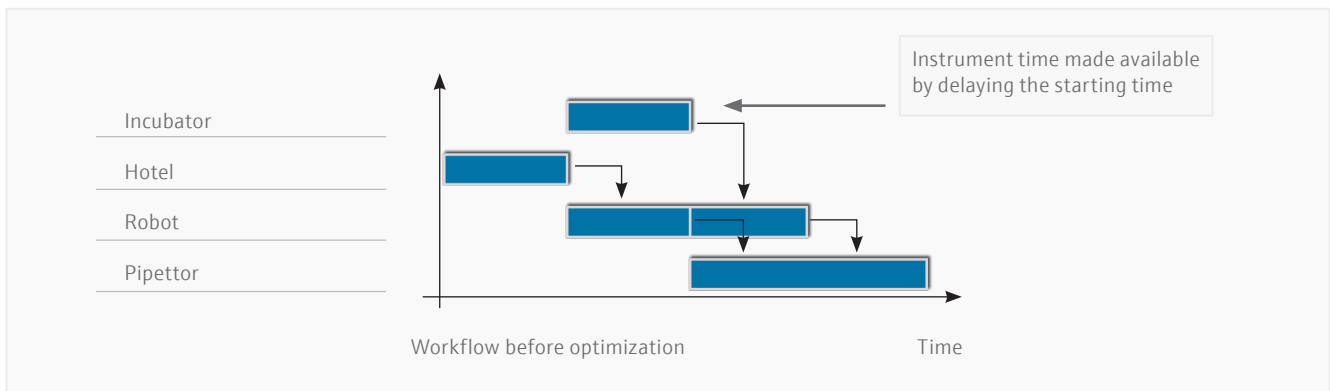 Instrument time made available
by delaying the starting time
Incubator
Hotel
Robot
Pipettor
Workflow before optimization
Time